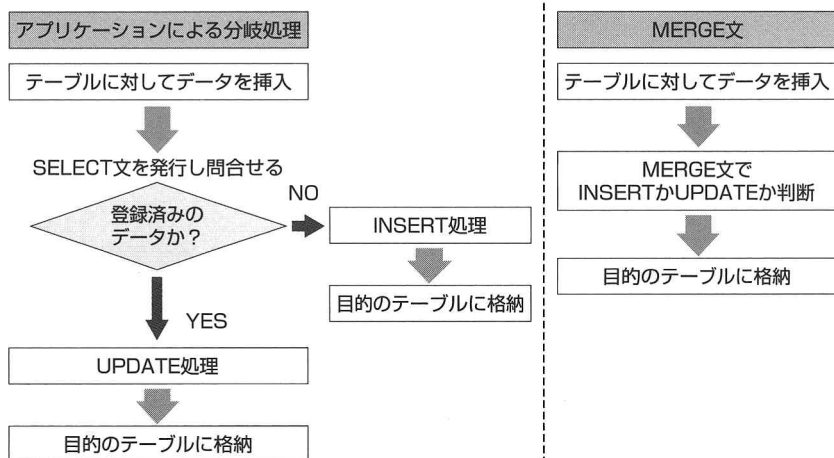 アプリケーションによる分岐処理
テーブルに対してデータを挿入
SELECT文を発行し問合せる
登録済みの
データか？
NO
INSERT処理
目的のテーブルに格納
YES
UPDATE処理
目的のテーブルに格納
MERGE文
テーブルに対してデータを挿入
MERGE文で
INSERTかUPDATEか判断
目的のテーブルに格納